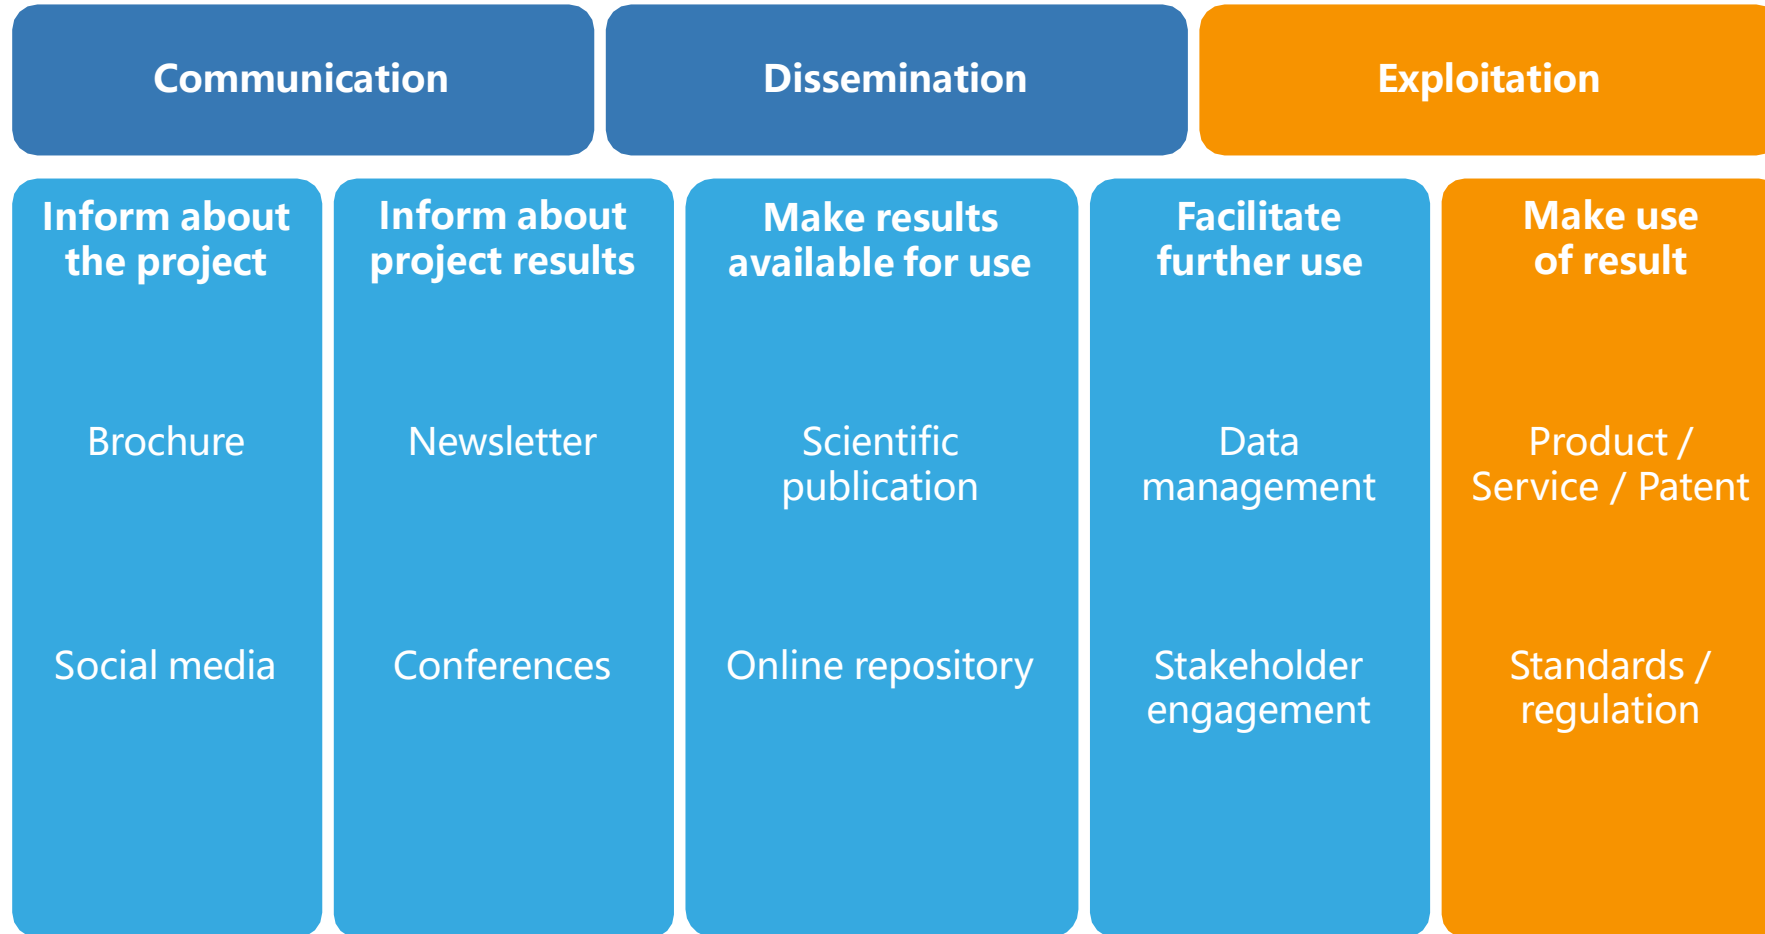 Communication
Dissemination
Exploitation
Inform about
the project
Brochure
Social media
Inform about
project results
Newsletter
Conferences
Make results
available for use
Scientific
publication
Online repository
Facilitate
further use
Data
management
Stakeholder
engagement
Make use
of result
Product /
Service / Patent
Standards /
regulation